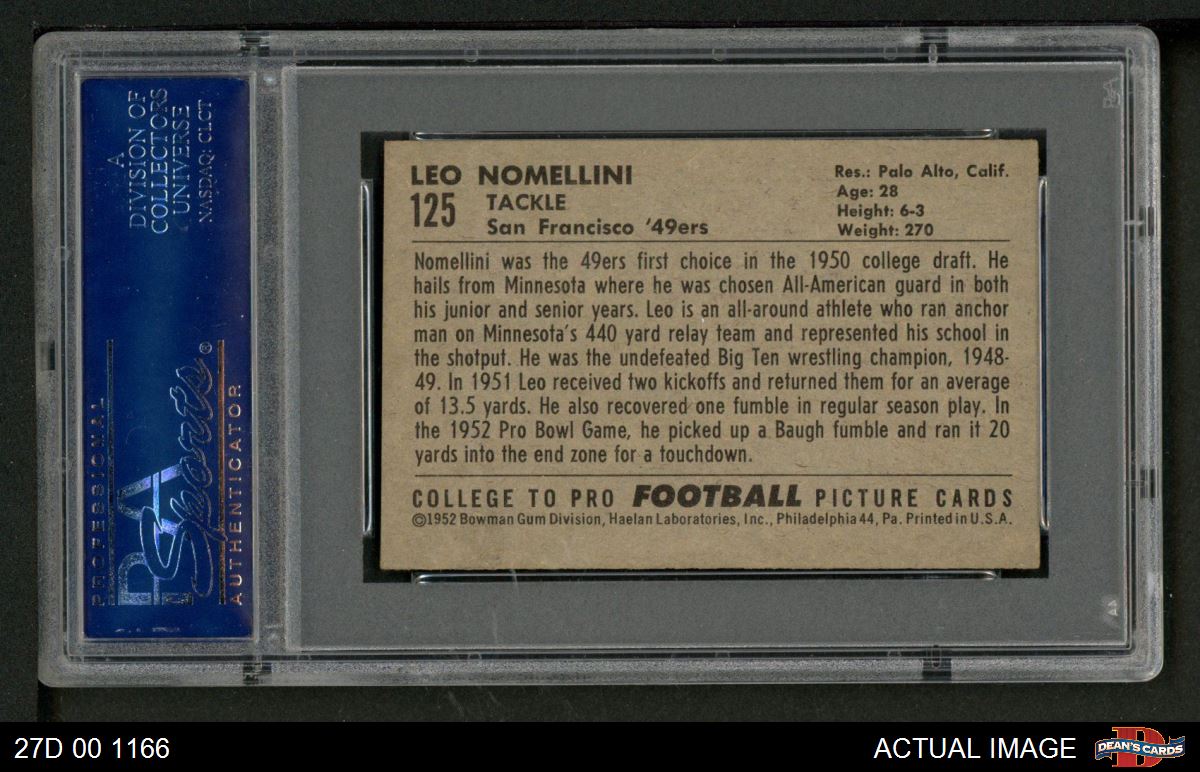 A
DIVISION OF
COLLECTORS
UNIVERSE
NASDAQ: CLCT
PROFESSIONAL
PSA
Sports®
AUTHENTICATOR
LEO NOMELLINI
125
TACKLE
San Francisco '49ers
Res.: Palo Alto, Calif.
Age: 28
Height: 6-3
Weight: 270
Nomellini was the 49ers first choice in the 1950 college draft. He
hails from Minnesota where he was chosen All-American guard in both
his junior and senior years. Leo is an all-around athlete who ran anchor
man on Minnesota's 440 yard relay team and represented his school in
the shotput. He was the undefeated Big Ten wrestling champion, 1948-
49. In 1951 Leo received two kickoffs and returned them for an average
of 13.5 yards. He also recovered one fumble in regular season play. In
the 1952 Pro Bowl Game, he picked up a Baugh fumble and ran it 20
yards into the end zone for a touchdown.
COLLEGE TO PRO FOOTBALL PICTURE CARDS
©1952 Bowman Gum Division, Haelan Laboratories, Inc., Philadelphia 44, Pa. Printed in U.S.A.
27D 00 1166
ACTUAL IMAGE
DEAN'S CARDS